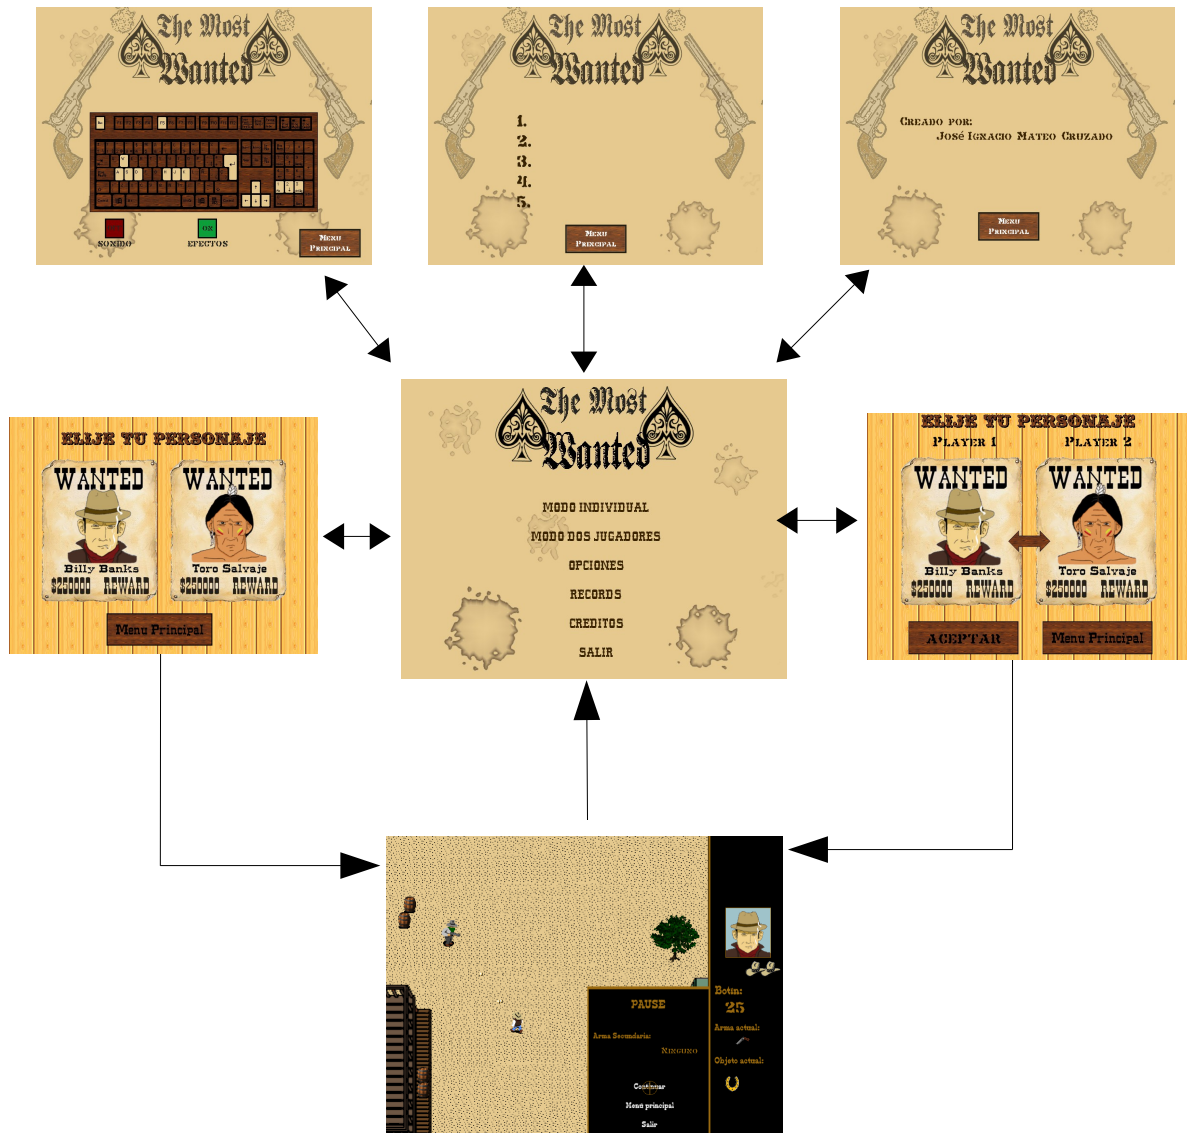 The Most
Wanted
SONIDO
ON
EFECTOS
Menu
Principal
The Most
Wanted
1.
2.
3.
4.
5.
Menu
Principal
The Most
Wanted
Creado por:
José Ignacio Mateo Cruzado
Menu
Principal
ELIJE TU PERSONAJE
WANTED
Billy Banks
$250000 REWARD
WANTED
Toro Salvaje
$250000 REWARD
Menu Principal
The Most
Wanted
MODO INDIVIDUAL
MODO DOS JUGADORES
OPCIONES
RECORDS
CREDITOS
SALIR
ELIJE TU PERSONAJE
Player 1
Player 2
WANTED
Billy Banks
$250000 REWARD
WANTED
Toro Salvaje
$250000 REWARD
ACEPTAR
Menu Principal
PAUSE
Arma Secundaria:
Ninguno
Continuar
Menú principal
Salir
Botín:
25
Arma actual:
Objeto actual: